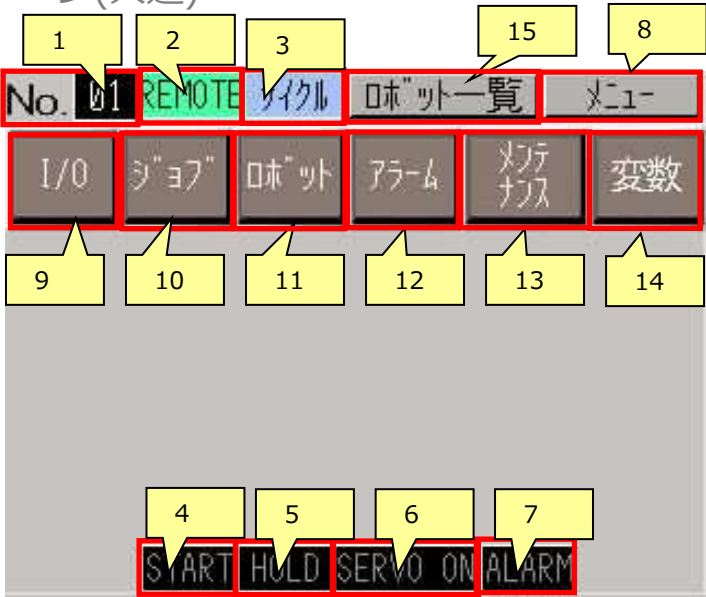 1 2 3 15 8
No. 01 REMOTE サイクル ロボット一覧 メニュー
I/O ジョブ ロボット アラーム メンテ
ナンス 変数
9 10 11 12 13 14
4 5 6 7
START HOLD SERVO ON ALARM